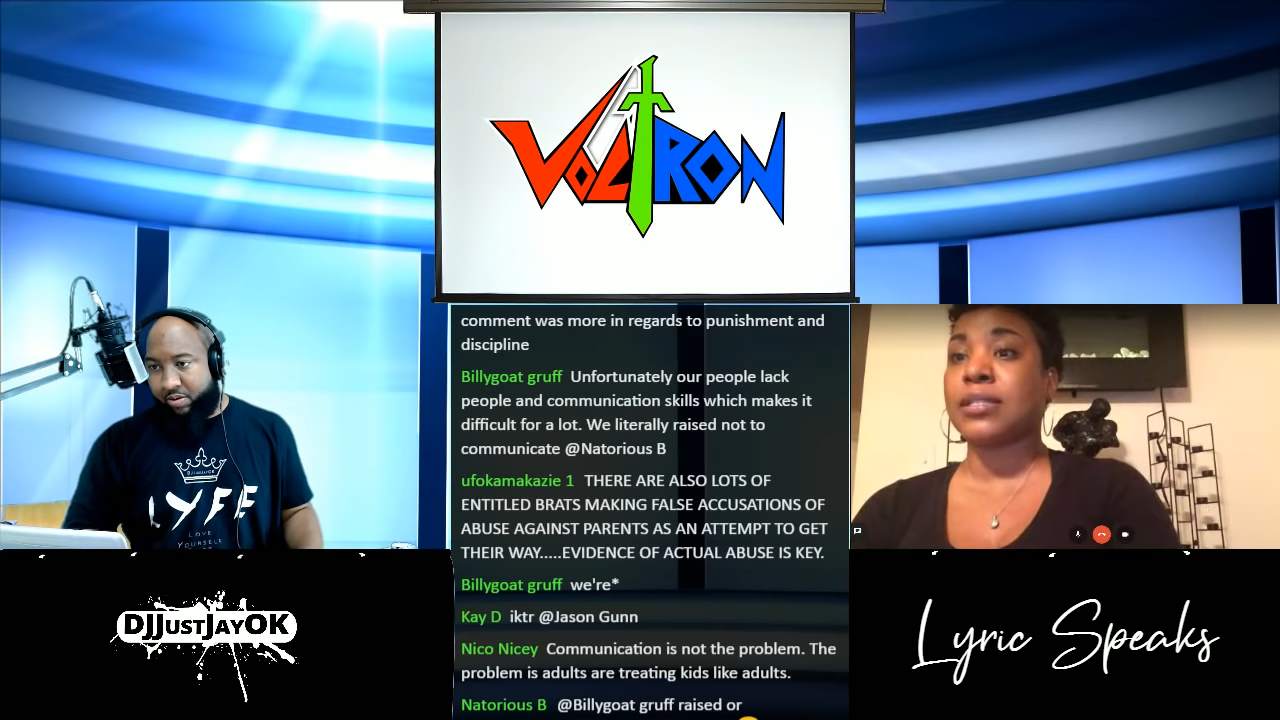 VOLTRON
comment was more in regards to punishment and
discipline
Billygoat gruff Unfortunately our people lack
people and communication skills which makes it
difficult for a lot. We literally raised not to
communicate @Natorious B
ufokamakazie 1 THERE ARE ALSO LOTS OF
ENTITLED BRATS MAKING FALSE ACCUSATIONS OF
ABUSE AGAINST PARENTS AS AN ATTEMPT TO GET
THEIR WAY.....EVIDENCE OF ACTUAL ABUSE IS KEY.
Billygoat gruff we're*
Kay D iktr @Jason Gunn
Nico Nicey Communication is not the problem. The
problem is adults are treating kids like adults.
Natorious B @Billygoat gruff raised or
DJJUSTJAYOK
LYFE
LOVE
YOURSELF
DJJUSTJAYOK
Lyric Speaks